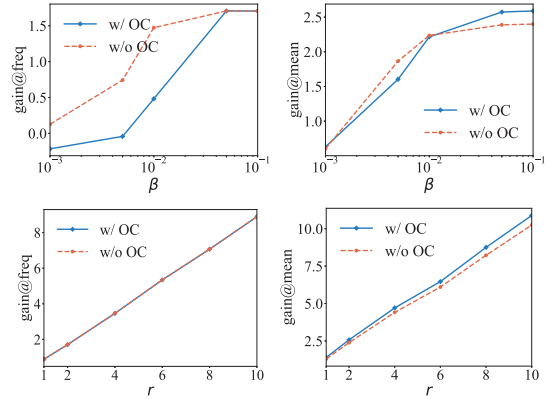 gain@freq
1.5
1.0
0.5
0.0
w/ OC
w/o OC
10⁻³
10⁻²
10⁻¹
β
gain@mean
2.5
2.0
1.5
1.0
w/ OC
w/o OC
10⁻³
10⁻²
10⁻¹
β
gain@freq
8
6
4
2
w/ OC
w/o OC
1 2 4 6 8 10
r
gain@mean
10.0
7.5
5.0
2.5
w/ OC
w/o OC
1 2 4 6 8 10
r